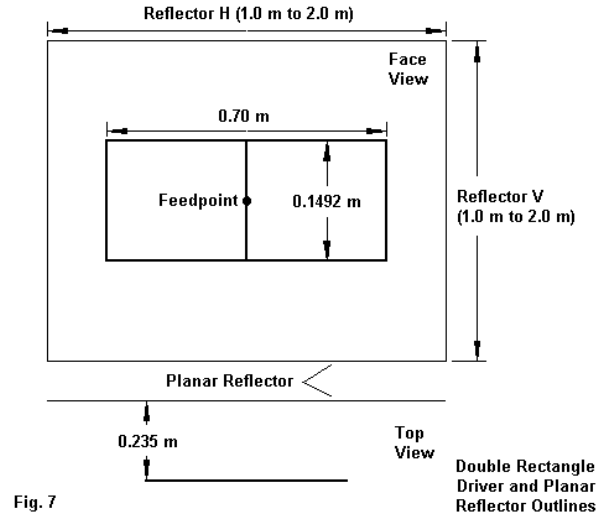 Reflector H (1.0 m to 2.0 m)
Face
View
0.70 m
Feedpoint
0.1492 m
Reflector V
(1.0 m to 2.0 m)
Planar Reflector
0.235 m
Top
View
Double Rectangle
Driver and Planar
Reflector Outlines
Fig. 7